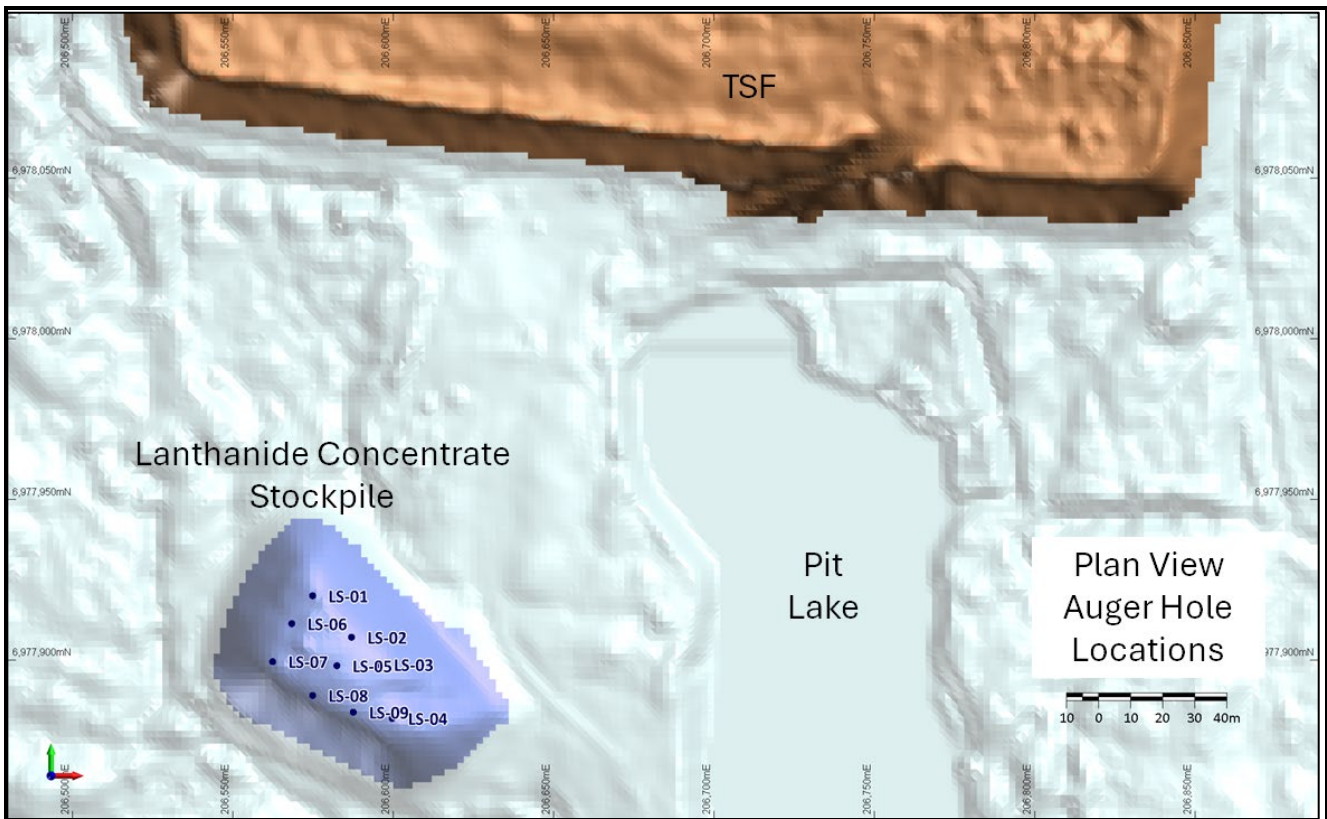 206,500mE
206,550mE
206,600mE
206,650mE
206,700mE
206,750mE
206,800mE
206,850mE
TSF
6,978,050mN
6,978,050mN
6,978,000mN
6,978,000mN
Lanthanide Concentrate
Stockpile
6,977,950mN
6,977,950mN
Pit
Lake
Plan View
Auger Hole
Locations
LS-01
LS-06
LS-02
LS-07
LS-05
LS-03
6,977,900mN
977,900mN
LS-08
LS-09
LS-04
10 0 10 20 30 40m
206,500mE
206,550mE
206,600mE
206,650mE
206,700mE
206,750mE
206,800mE
206,850mE